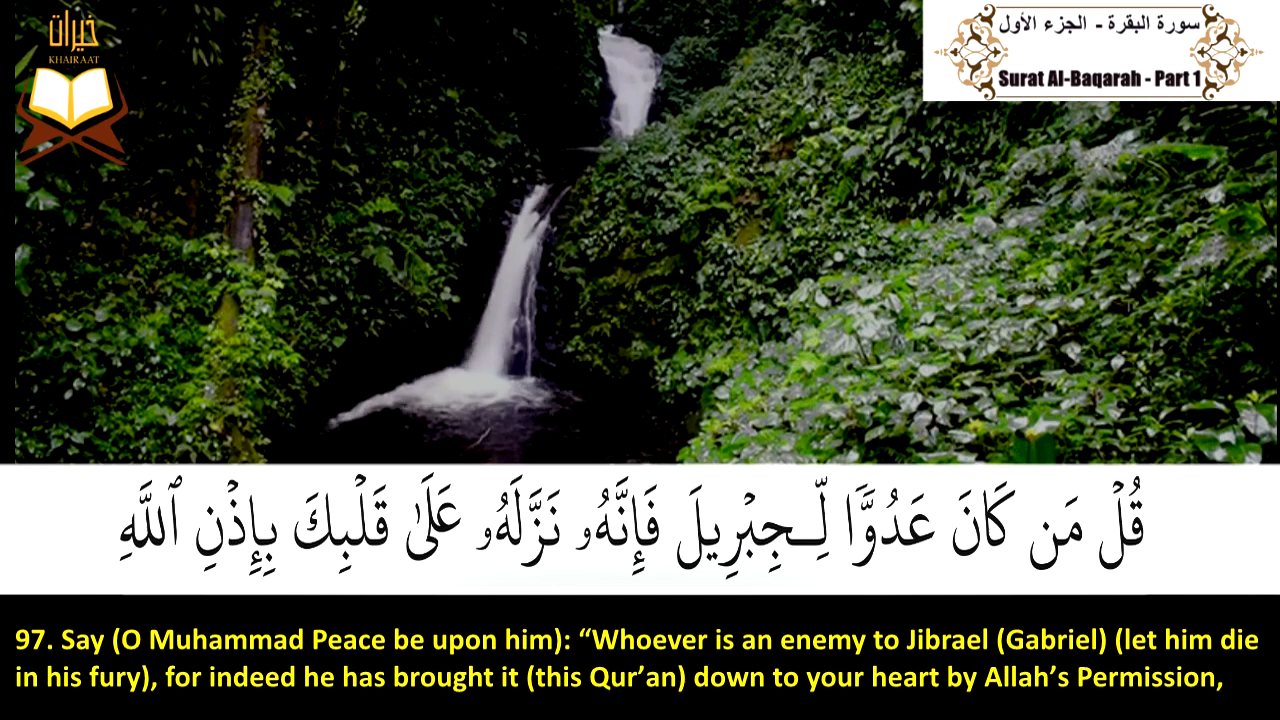 خيرات
KHAIRAAT
سورة البقرة - الجزء الأول
Surat Al-Baqarah - Part 1
قُلْ مَن كَانَ عَدُوًّا لِّـجِبْرِيلَ فَإِنَّهُۥ نَزَّلَهُۥ عَلَىٰ قَلْبِكَ بِإِذْنِ ٱللَّهِ
97. Say (O Muhammad Peace be upon him): “Whoever is an enemy to Jibrael (Gabriel) (let him die
in his fury), for indeed he has brought it (this Qur’an) down to your heart by Allah’s Permission,